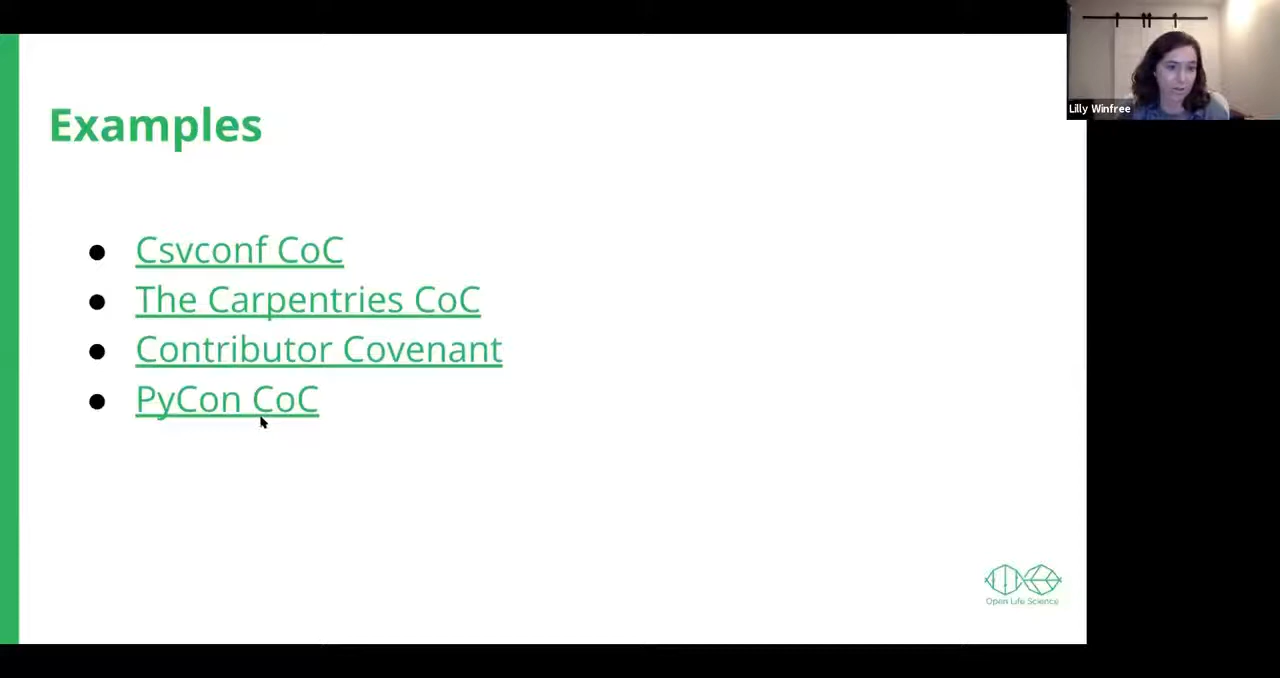 Lilly Winfree
Examples
Csvconf CoC
The Carpentries CoC
Contributor Covenant
PyCon CoC
Open Life Science